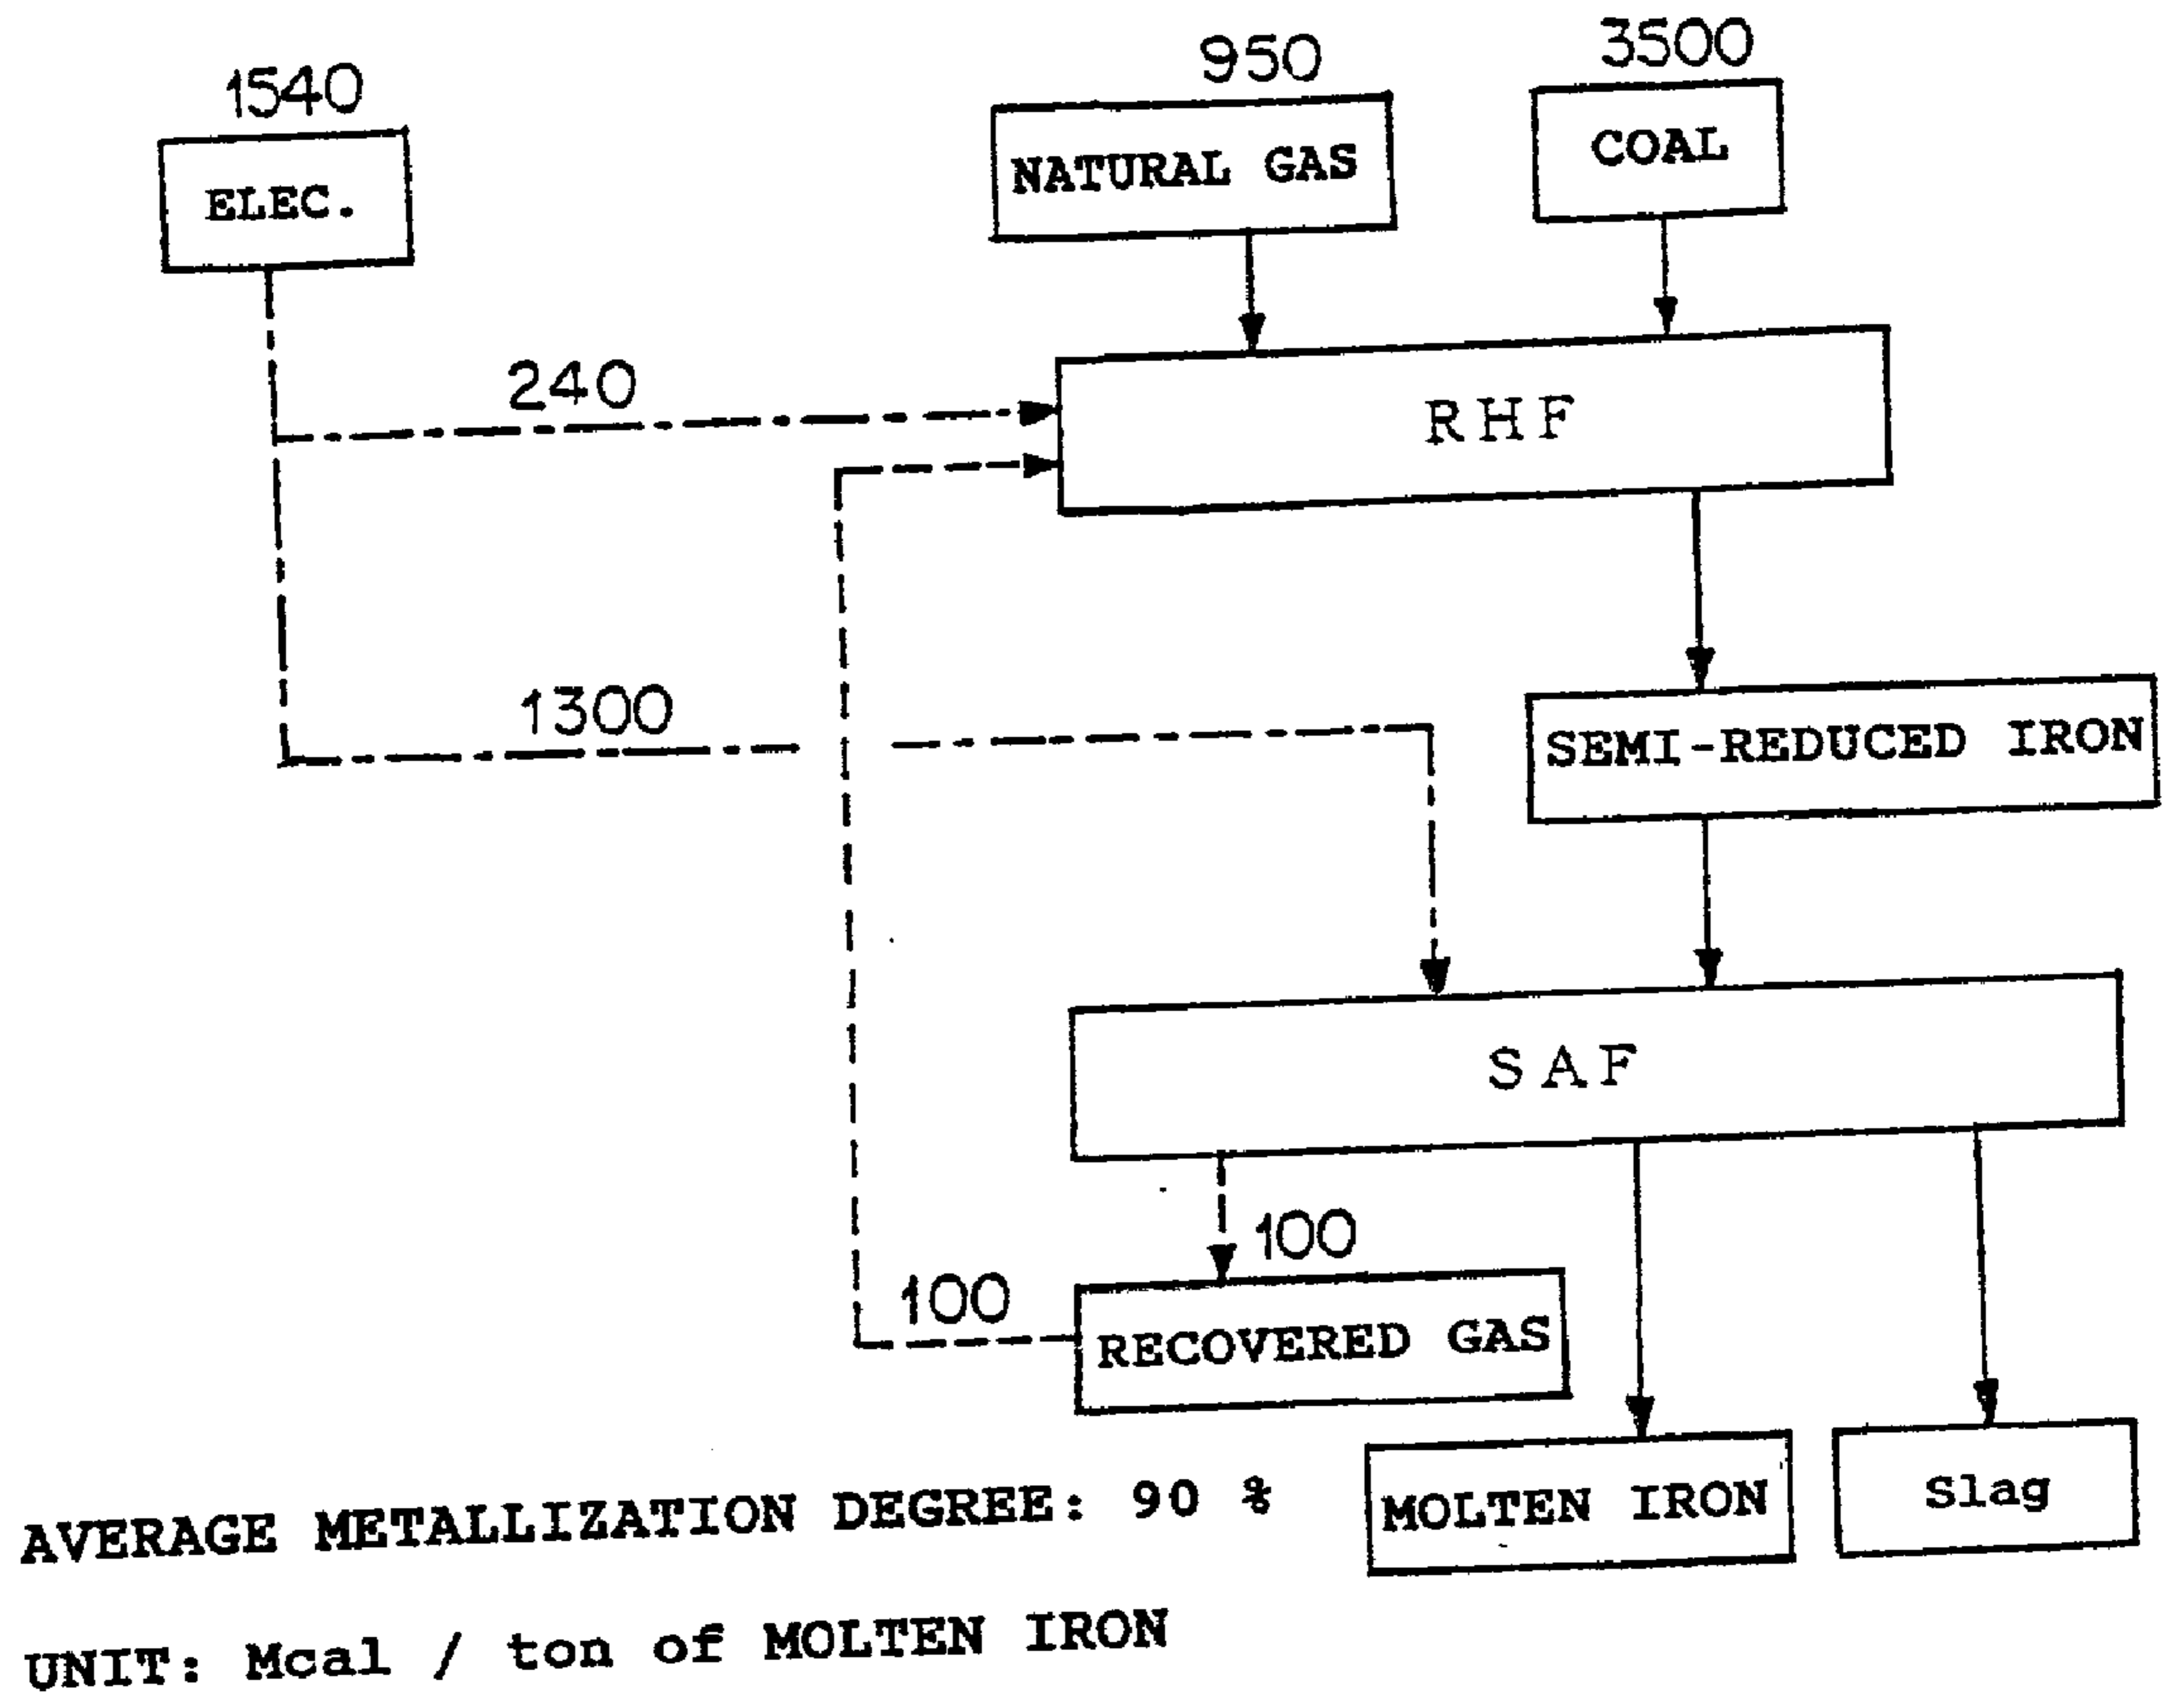 3500
950
1540
COAL
NATURAL GAS
ELEC.
240
RHF
1300
SEMI-REDUCED IRON
SAF
100
100
RECOVERED GAS
MOLTEN IRON
Slag
AVERAGE METALLIZATION DEGREE: 90 %
UNIT: Mcal / ton of MOLTEN IRON